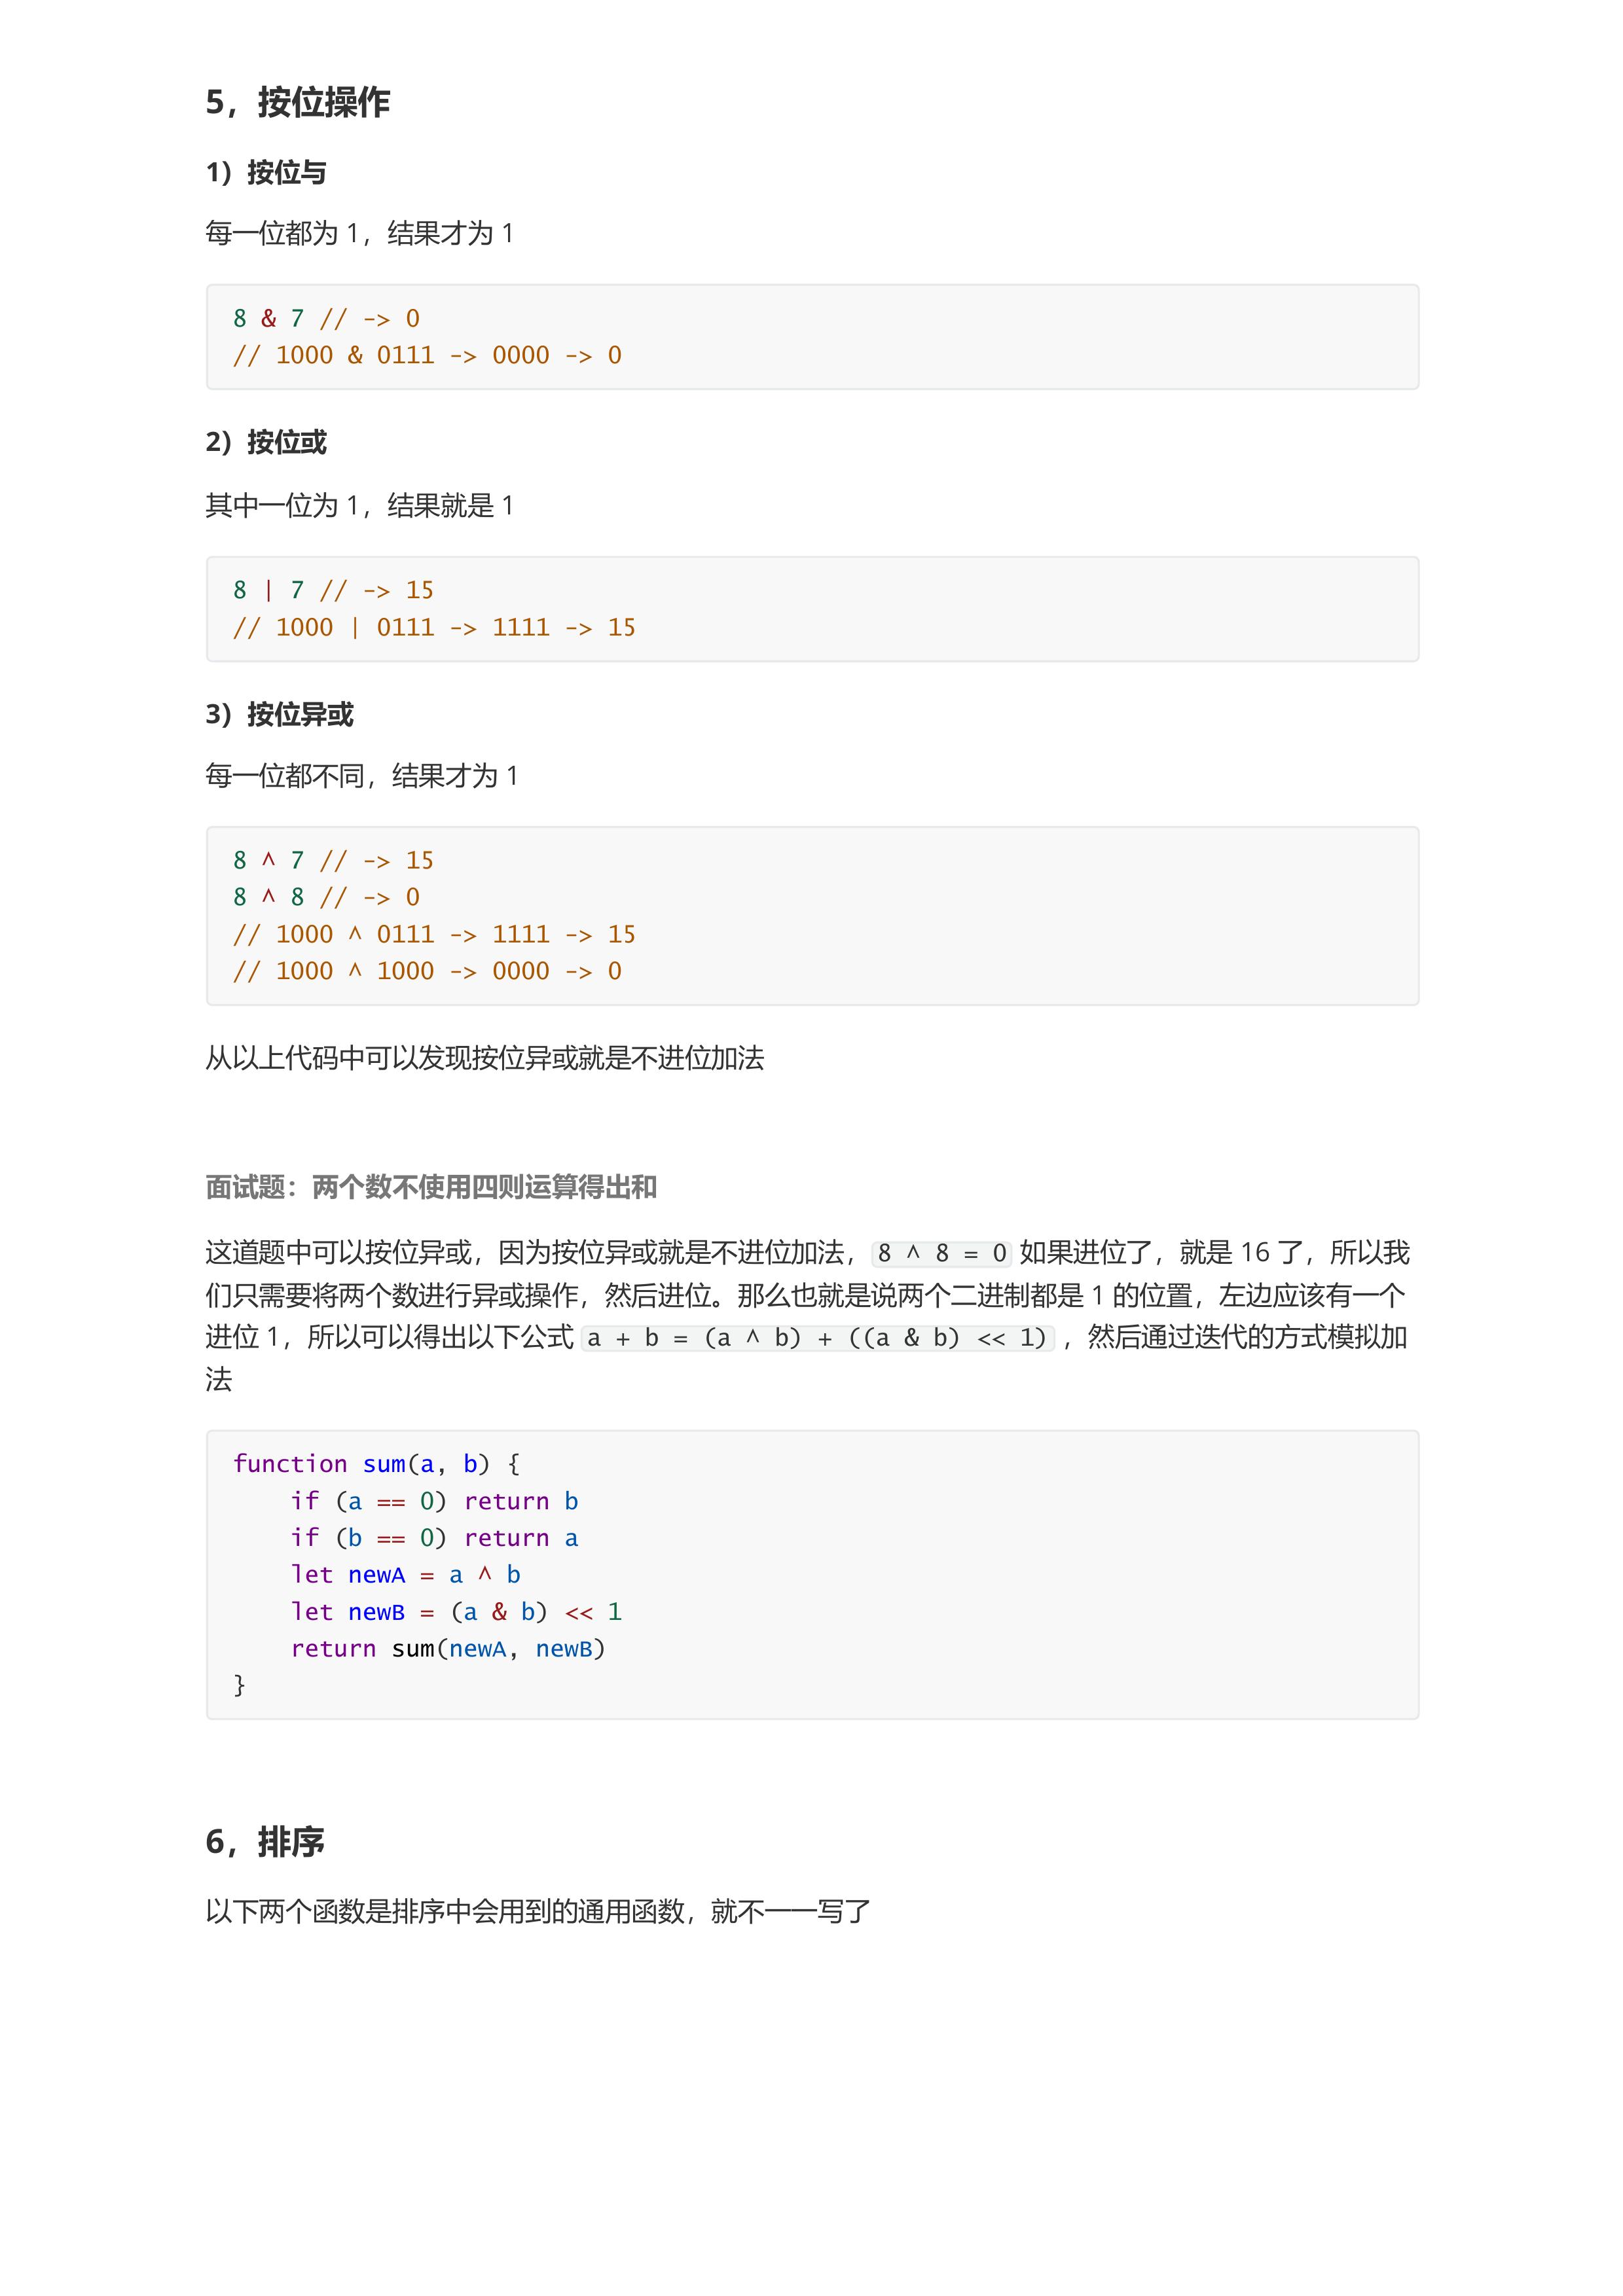 5，按位操作
1）按位与
每一位都为 1，结果才为 1
8 & 7 // -> 0
// 1000 & 0111 -> 0000 -> 0
2）按位或
其中一位为 1，结果就是 1
8 | 7 // -> 15
// 1000 | 0111 -> 1111 -> 15
3）按位异或
每一位都不同，结果才为 1
8 ^ 7 // -> 15
8 ^ 8 // -> 0
// 1000 ^ 0111 -> 1111 -> 15
// 1000 ^ 1000 -> 0000 -> 0
从以上代码中可以发现按位异或就是不进位加法
面试题：两个数不使用四则运算得出和
这道题中可以按位异或，因为按位异或就是不进位加法， 8 ^ 8 = 0 如果进位了，就是 16 了，所以我
们只需要将两个数进行异或操作，然后进位。那么也就是说两个二进制都是 1 的位置，左边应该有一个
进位 1，所以可以得出以下公式 a + b = (a ^ b) + ((a & b) << 1) ，然后通过迭代的方式模拟加
法
function sum(a, b) {
    if (a == 0) return b
    if (b == 0) return a
    let newA = a ^ b
    let newB = (a & b) << 1
    return sum(newA, newB)
}
6，排序
以下两个函数是排序中会用到的通用函数，就不一一写了